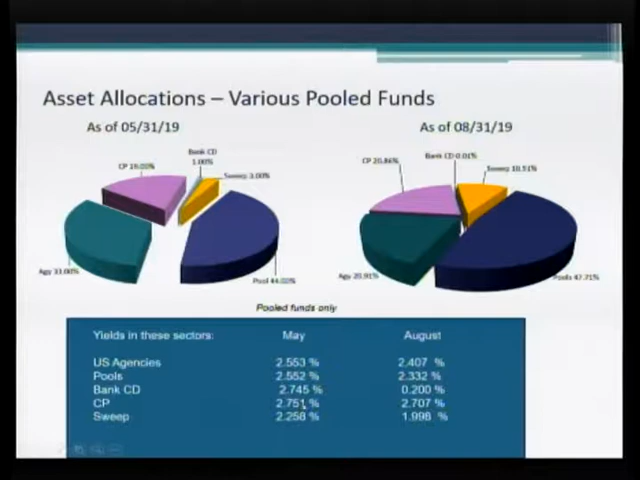 Asset Allocations – Various Pooled Funds
As of 05/31/19
As of 08/31/19
Bank CD
1.00%
CP 19.00%
Sweep 3.00%
Agy 33.00%
Pool 44.00%
Bank CD 0.01%
CP 20.86%
Sweep 10.51%
Agy 20.91%
Pools 47.71%
Pooled funds only
Yields in these sectors: May August
US Agencies 2.553 % 2.407 %
Pools 2.552 % 2.332 %
Bank CD 2.745 % 0.200 %
CP 2.751 % 2.707 %
Sweep 2.258 % 1.998 %